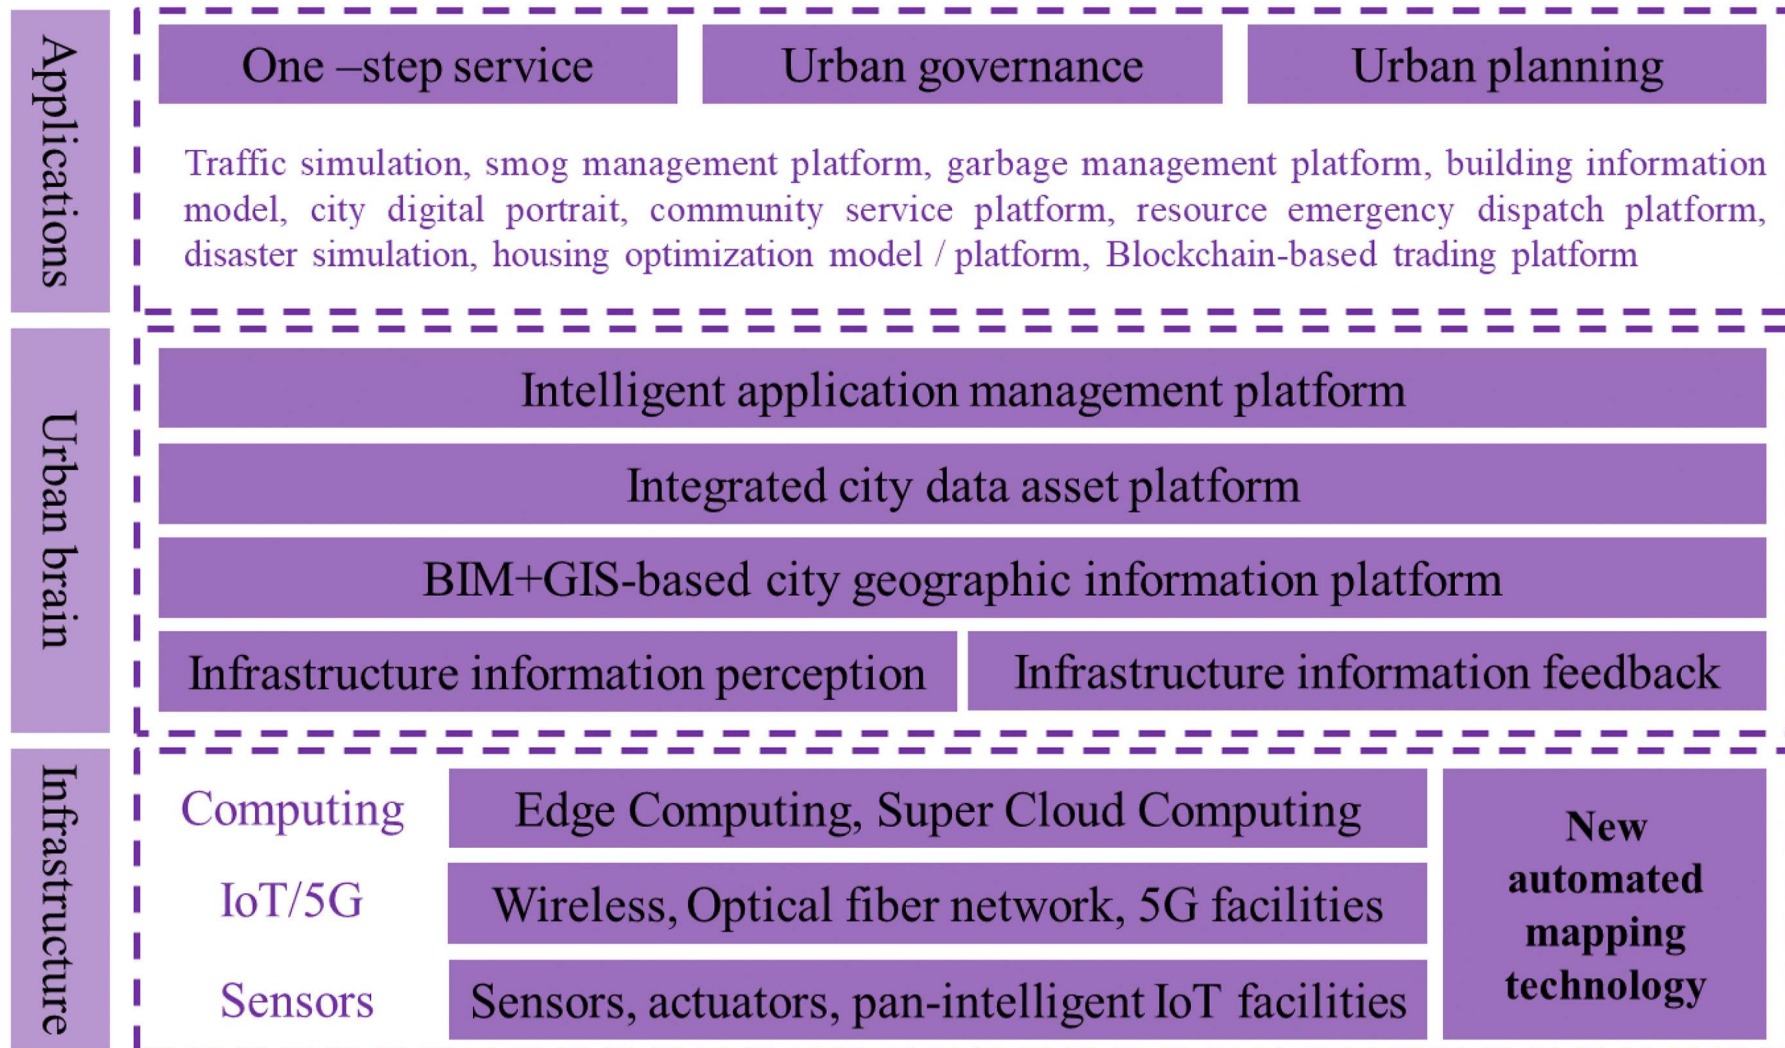 Applications
One –step service
Urban governance
Urban planning
Traffic simulation, smog management platform, garbage management platform, building information
model, city digital portrait, community service platform, resource emergency dispatch platform,
disaster simulation, housing optimization model / platform, Blockchain-based trading platform
Urban brain
Intelligent application management platform
Integrated city data asset platform
BIM+GIS-based city geographic information platform
Infrastructure information perception
Infrastructure information feedback
Infrastructure
Computing
Edge Computing, Super Cloud Computing
IoT/5G
Wireless, Optical fiber network, 5G facilities
Sensors
Sensors, actuators, pan-intelligent IoT facilities
New
automated
mapping
technology